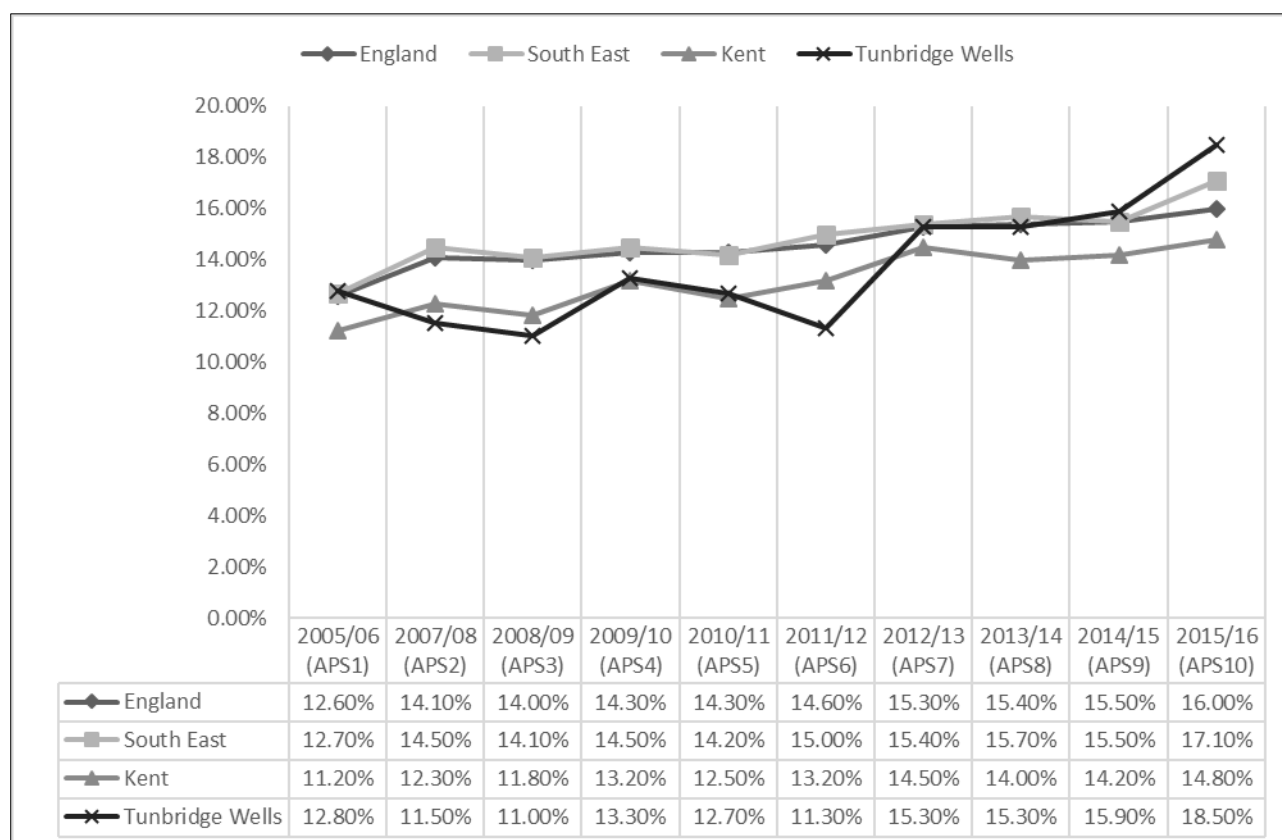 England South East Kent Tunbridge Wells
20.00%
18.00%
16.00%
14.00%
12.00%
10.00%
8.00%
6.00%
4.00%
2.00%
0.00%
2005/06 2007/08 2008/09 2009/10 2010/11 2011/12 2012/13 2013/14 2014/15 2015/16
(APS1) (APS2) (APS3) (APS4) (APS5) (APS6) (APS7) (APS8) (APS9) (APS10)
England 12.60% 14.10% 14.00% 14.30% 14.30% 14.60% 15.30% 15.40% 15.50% 16.00%
South East 12.70% 14.50% 14.10% 14.50% 14.20% 15.00% 15.40% 15.70% 15.50% 17.10%
Kent 11.20% 12.30% 11.80% 13.20% 12.50% 13.20% 14.50% 14.00% 14.20% 14.80%
Tunbridge Wells 12.80% 11.50% 11.00% 13.30% 12.70% 11.30% 15.30% 15.30% 15.90% 18.50%